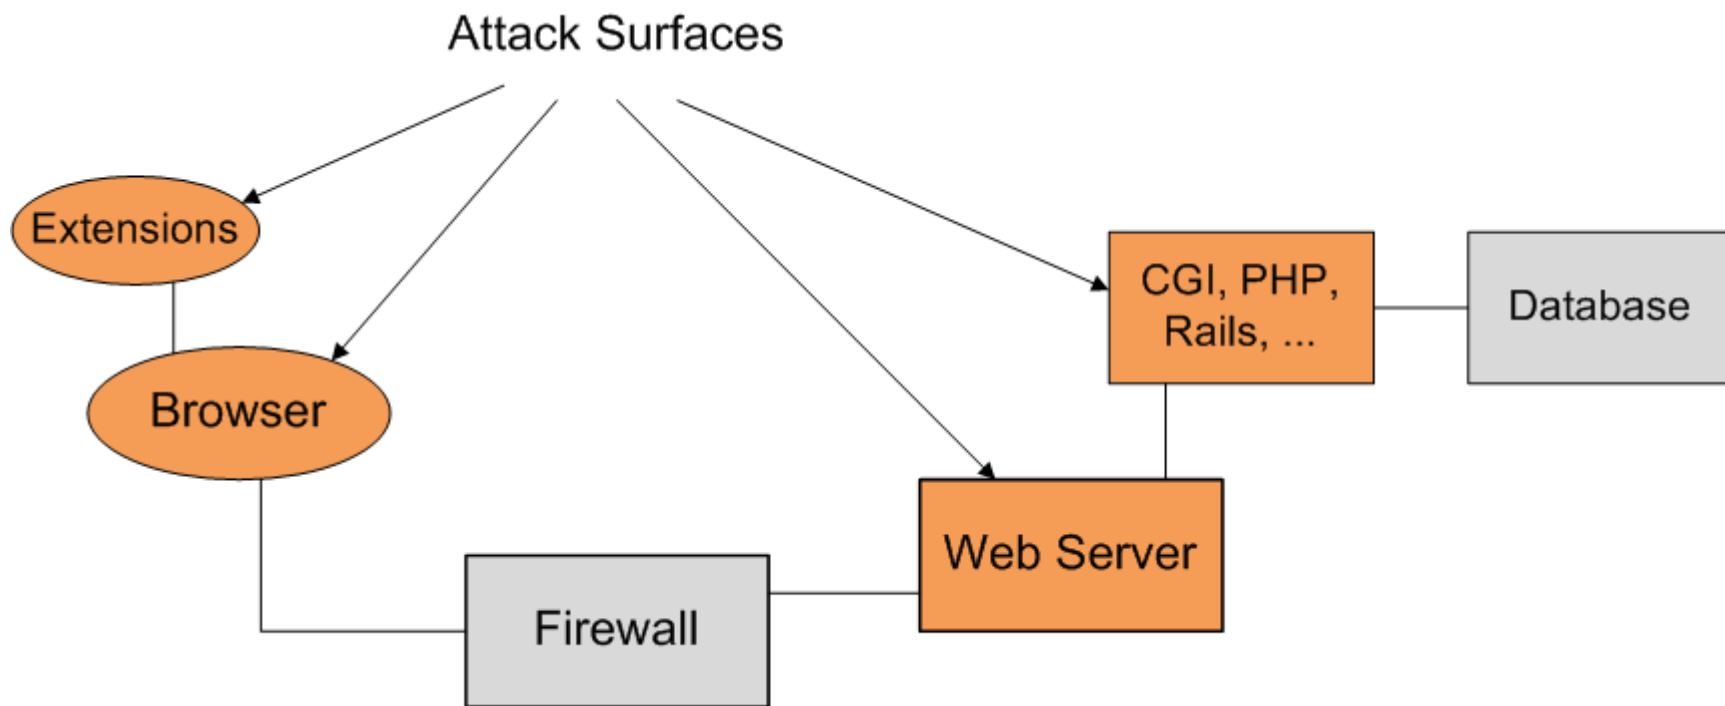 Attack Surfaces
Extensions
Browser
Firewall
Web Server
CGI, PHP,
Rails, ...
Database